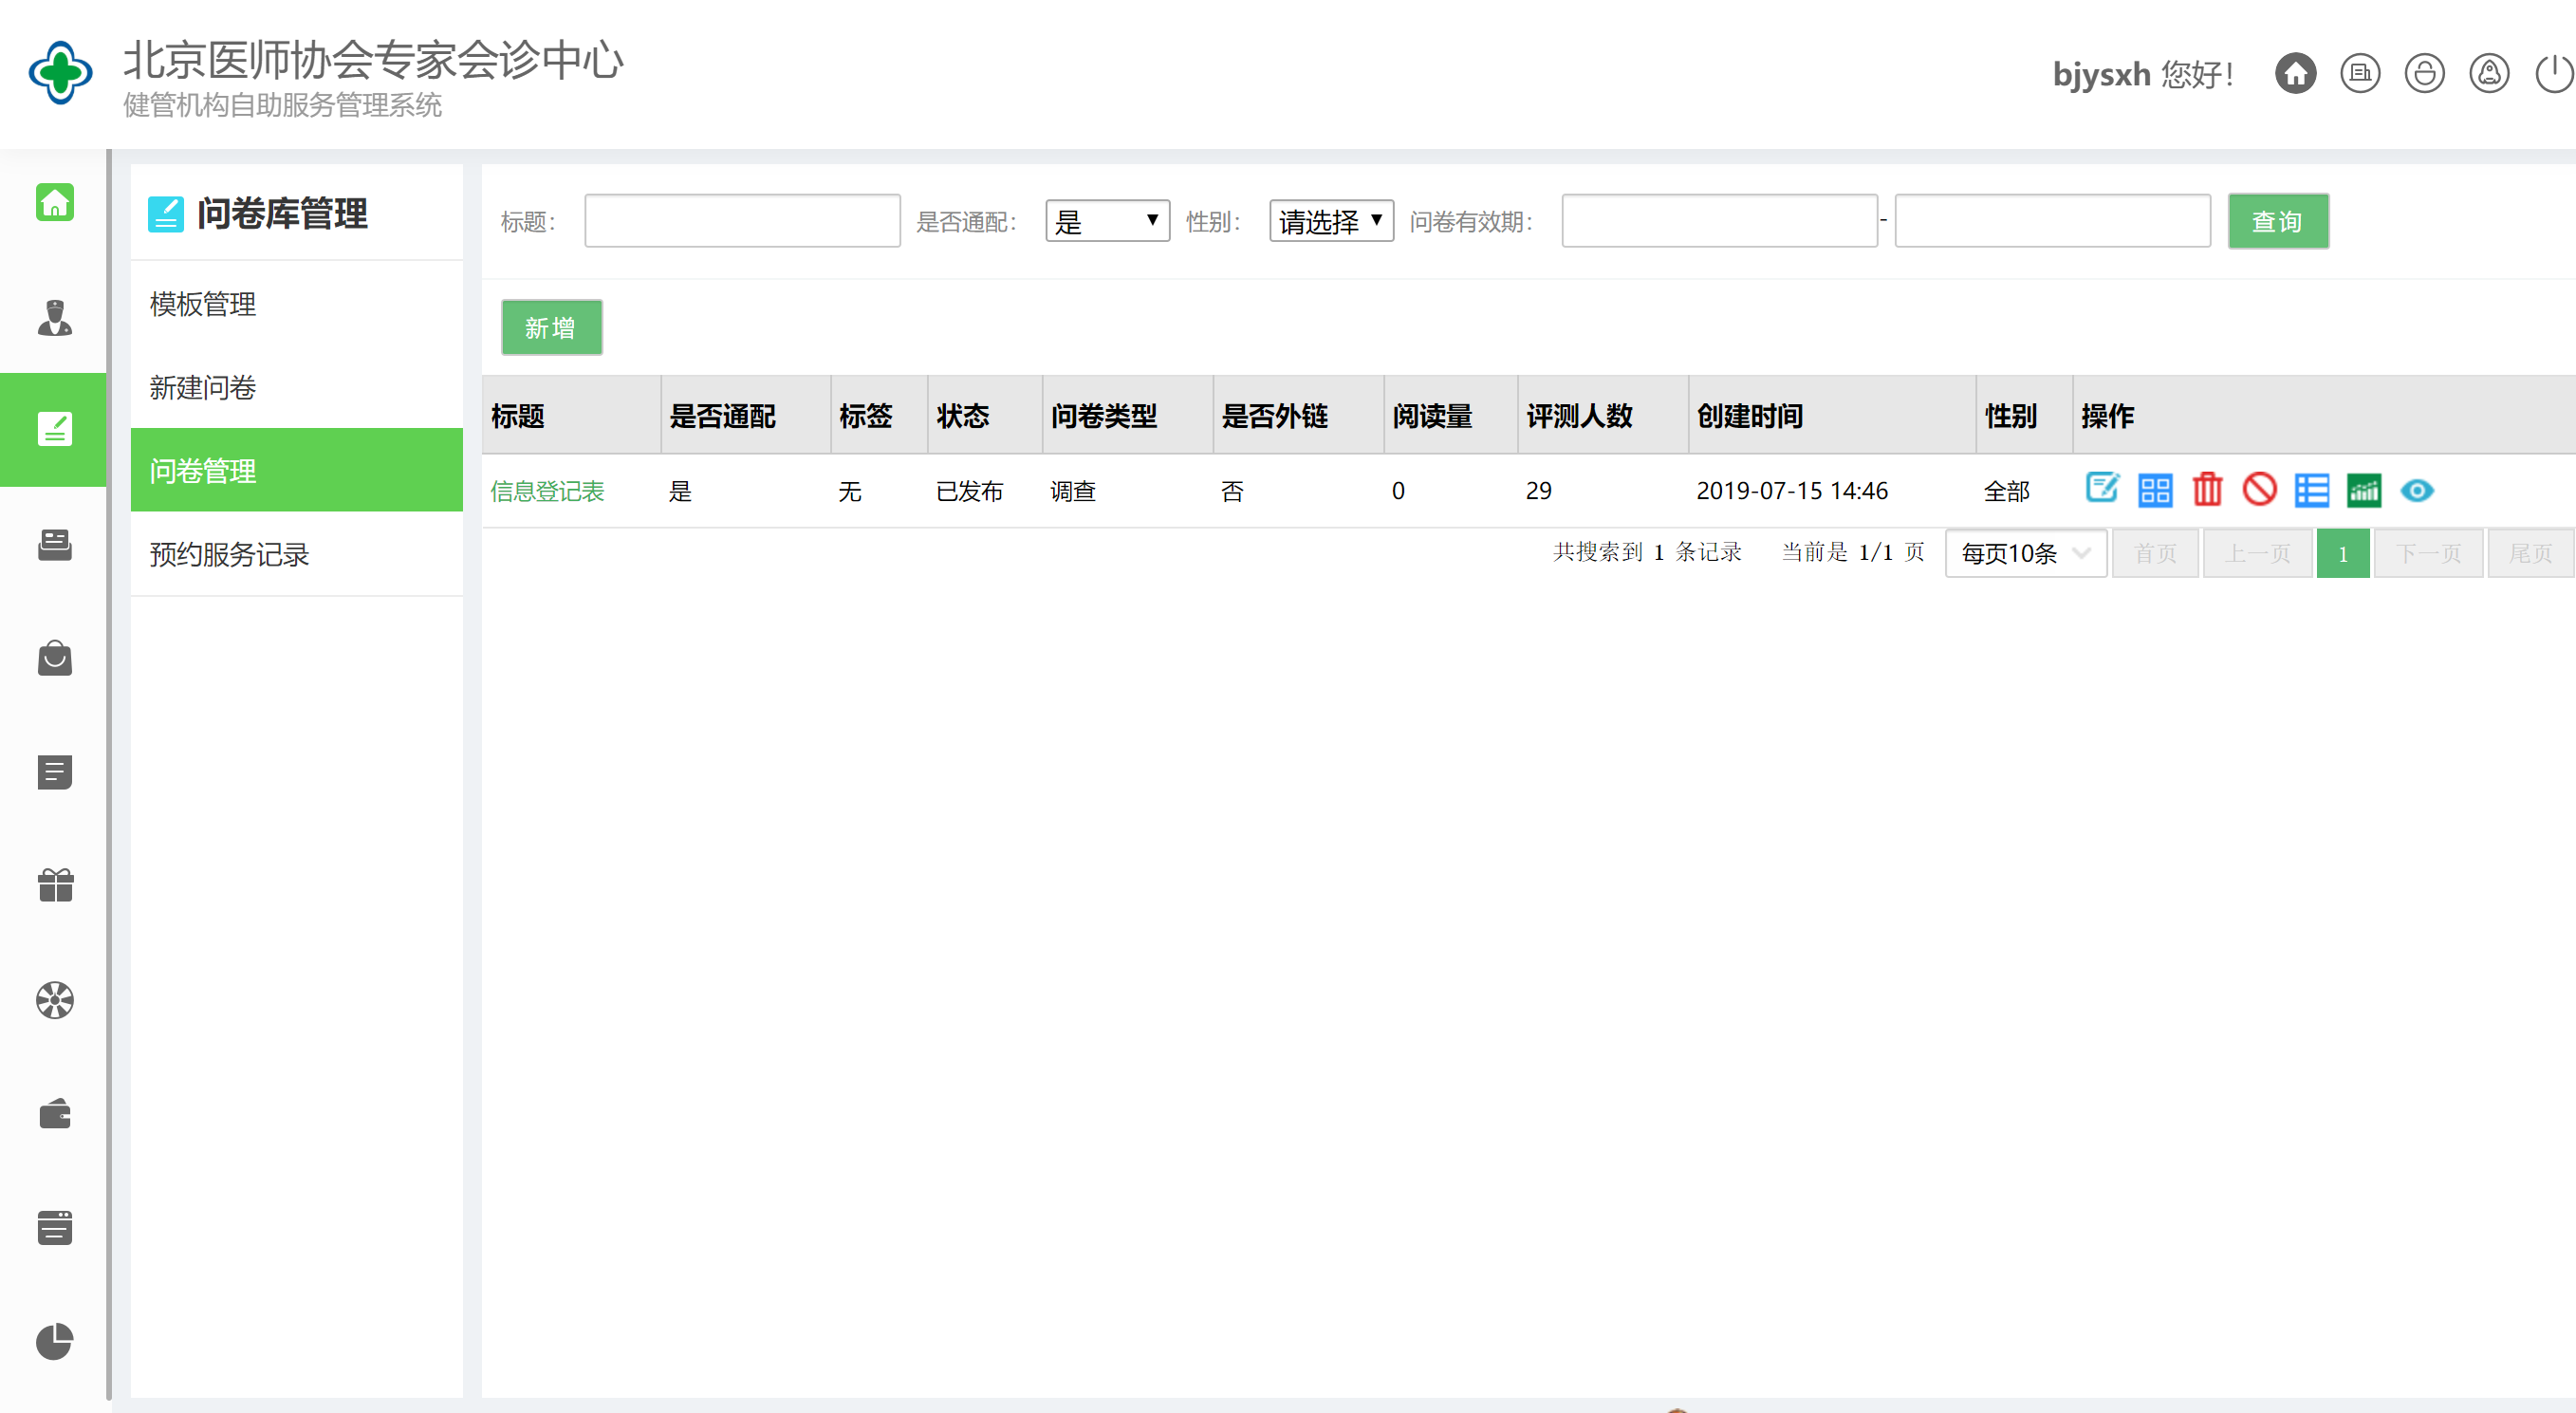 北京医师协会专家会诊中心
健管机构自助服务管理系统
bjysxh 您好！
问卷库管理
模板管理
新建问卷
问卷管理
预约服务记录
标题： 是否通配： 是 性别： 请选择 问卷有效期： - 查询
新增
标题 是否通配 标签 状态 问卷类型 是否外链 阅读量 评测人数 创建时间 性别 操作
信息登记表 是 无 已发布 调查 否 0 29 2019-07-15 14:46 全部
共搜索到 1 条记录 当前是 1/1 页 每页10条 首页 上一页 1 下一页 尾页